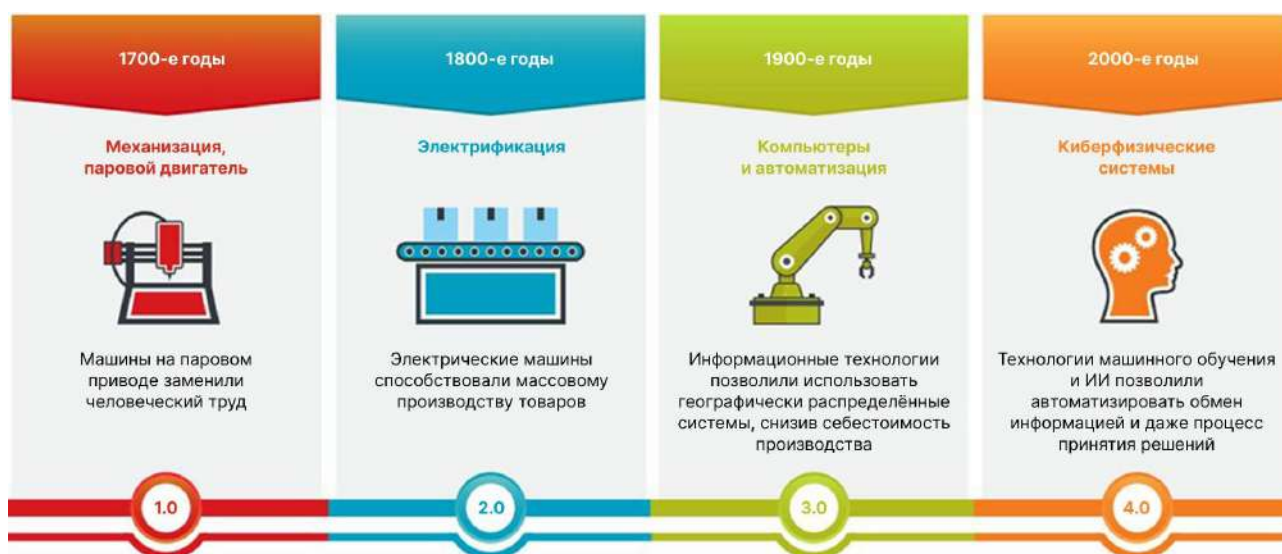 1700-е годы
Механизация,
паровой двигатель
Машины на паровом
приводе заменили
человеческий труд
1.0
1800-е годы
Электрификация
Электрические машины
способствовали массовому
производству товаров
2.0
1900-е годы
Компьютеры
и автоматизация
Информационные технологии
позволили использовать
географически распределённые
системы, снизив себестоимость
производства
3.0
2000-е годы
Киберфизические
системы
Технологии машинного обучения
и ИИ позволили
автоматизировать обмен
информацией и даже процесс
принятия решений
4.0